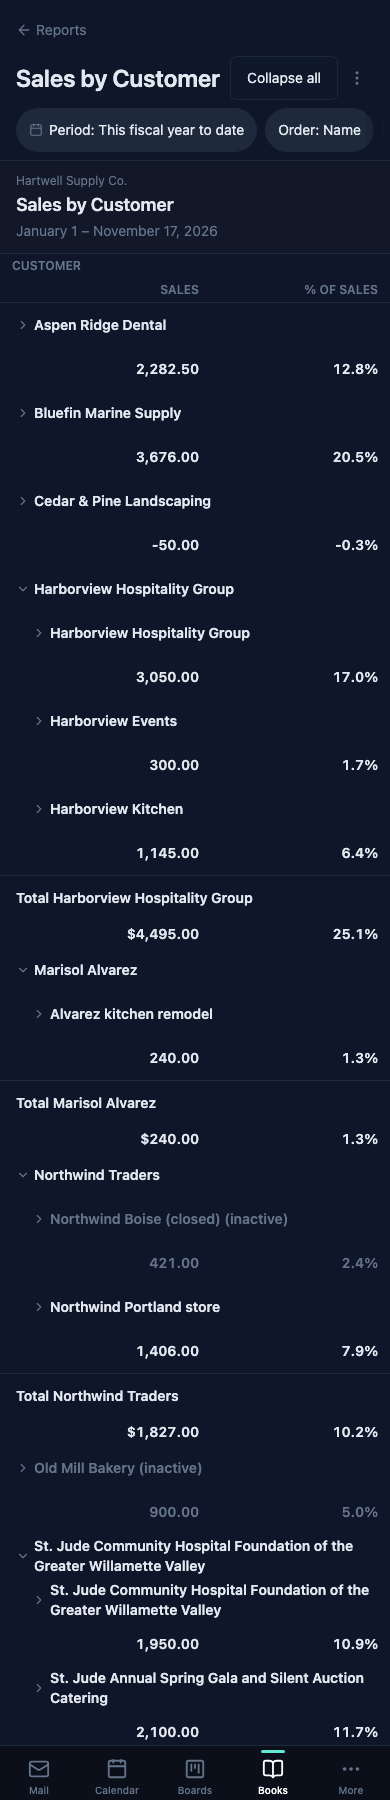 Reports
Sales by Customer
Collapse all
Period: This fiscal year to date
Order: Name
Hartwell Supply Co.
Sales by Customer
January 1 – November 17, 2026
CUSTOMER
SALES % OF SALES
Aspen Ridge Dental
2,282.50 12.8%
Bluefin Marine Supply
3,676.00 20.5%
Cedar & Pine Landscaping
-50.00 -0.3%
Harborview Hospitality Group
Harborview Hospitality Group
3,050.00 17.0%
Harborview Events
300.00 1.7%
Harborview Kitchen
1,145.00 6.4%
Total Harborview Hospitality Group
$4,495.00 25.1%
Marisol Alvarez
Alvarez kitchen remodel
240.00 1.3%
Total Marisol Alvarez
$240.00 1.3%
Northwind Traders
Northwind Boise (closed) (inactive)
421.00 2.4%
Northwind Portland store
1,406.00 7.9%
Total Northwind Traders
$1,827.00 10.2%
Old Mill Bakery (inactive)
900.00 5.0%
St. Jude Community Hospital Foundation of the
Greater Willamette Valley
St. Jude Community Hospital Foundation of the
Greater Willamette Valley
1,950.00 10.9%
St. Jude Annual Spring Gala and Silent Auction
Catering
2,100.00 11.7%
Mail Calendar Boards Books More